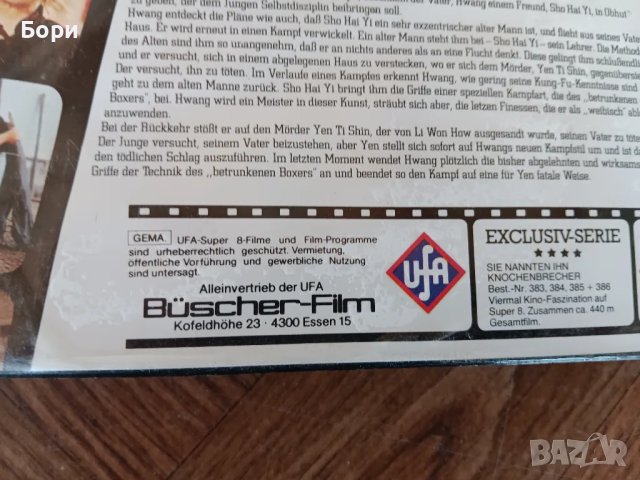 Бори
zu geben, der dem Jungen Selbstdisziplin beibringen soll.
Vater, Hwang einem Freund, Sho Hai Yi, in Obhut"
Hwang entdeckt die Pläne wie auch, daß Sho Hai Yi ein sehr exzentrischer alter Mann ist, und flieht aus seines Vaters
Haus. Er wird erneut in einen Kampf verwickelt. Ein alter Mann steht ihm bei – Sho Hai Yi – sein Lehrer. Die Method
des Alten sind ihm so unangenehm, daß er an nichts anderes als an eine Flucht denkt. Diese gelingt ihm schließlich
und er versucht, sich in einem abgelegenen Haus zu verstecken, wo er sich dem Mörder, Yen Ti Shin, gegenübersi
Der versucht, ihn zu töten. Im Verlaufe eines Kampfes erkennt Hwang, wie gering seine Kung-Fu-Kenntnisse sind
geht zu dem alten Manne zurück. Sho Hai Yi bringt ihm die Griffe einer speziellen Kampfart, die des „betrunkenen
Boxers", bei. Hwang wird ein Meister in dieser Kunst, sträubt sich aber, die letzen Finessen, die er als „weibisch" abl
anzuwenden.
Bei der Rückkehr stößt er auf den Mörder Yen Ti Shin, der von Li Won How ausgesandt wurde, seinen Vater zu töten
Der Junge versucht, seinem Vater beizustehen, aber Yen stellt sich sofort auf Hwangs neuen Kampfstil um und ist da
den tödlichen Schlag auszuführen. Im letzten Moment wendet Hwang plötzlich die bisher abgelehnten und wirksams
Griffe der Technik des „betrunkenen Boxers" an und beendet so den Kampf auf eine für Yen fatale Weise.
GEMA. UFA-Super 8-Filme und Film-Programme
sind urheberrechtlich geschützt. Vermietung,
öffentliche Vorführung und gewerbliche Nutzung
sind untersagt.
Alleinvertrieb der UFA
Büscher-Film
Kofeldhöhe 23 · 4300 Essen 15
UFA
EXCLUSIV-SERIE
★★★★
SIE NANNTEN IHN
KNOCHENBRECHER
Best.-Nr. 383, 384, 385 + 386
Viermal Kino-Faszination auf
Super 8. Zusammen ca. 440 m
Gesamtfilm.
BAZAR